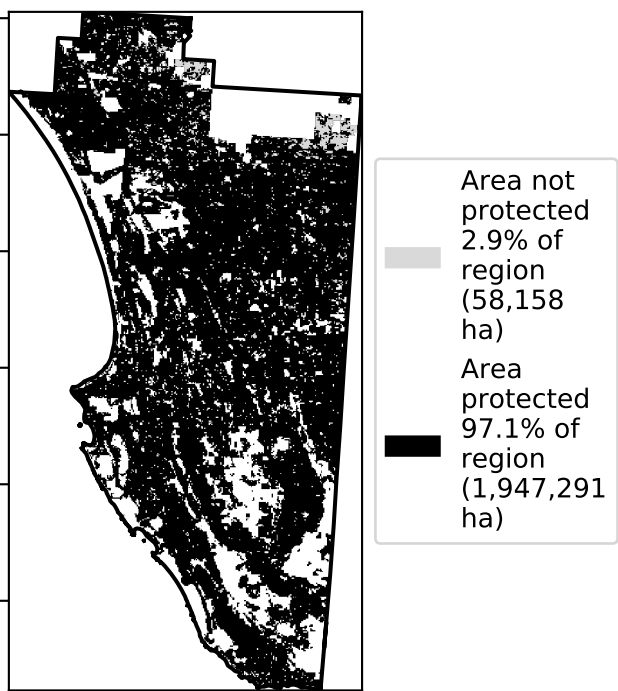 Area not
protected
2.9% of
region
(58,158
ha)
Area
protected
97.1% of
region
(1,947,291
ha)